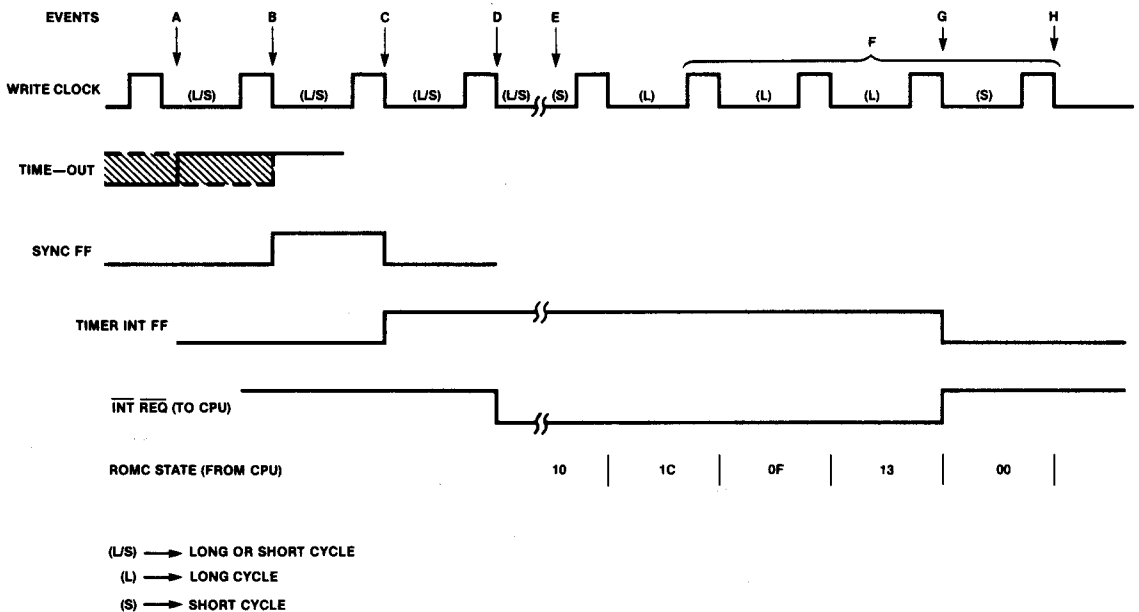 EVENTS A B C D E F G H
WRITE CLOCK (L/S) (L/S) (L/S) (L/S) (S) (L) (L) (L) (S)
TIME—OUT
SYNC FF
TIMER INT FF
INT REQ (TO CPU)
ROMC STATE (FROM CPU) 10 1C 0F 13 00
(L/S) → LONG OR SHORT CYCLE
(L) → LONG CYCLE
(S) → SHORT CYCLE